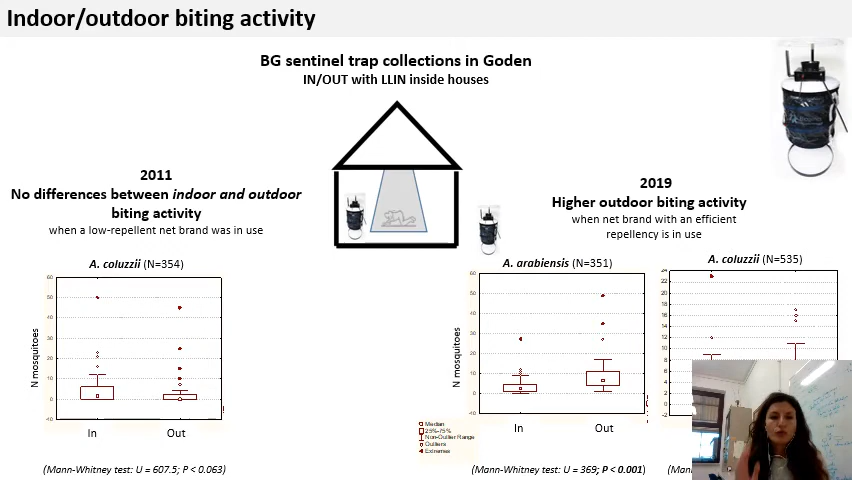 Indoor/outdoor biting activity
BG sentinel trap collections in Goden
IN/OUT with LLIN inside houses
2011
No differences between indoor and outdoor
biting activity
when a low-repellent net brand was in use
2019
Higher outdoor biting activity
when net brand with an efficient
repellency is in use
A. coluzzii (N=354)
60
50
40
30
20
10
0
-10
N mosquitoes
In
Out
(Mann-Whitney test: U = 607.5; P < 0.063)
A. arabiensis (N=351)
60
50
40
30
20
10
0
-10
N mosquitoes
In
Out
Median
25%-75%
Non-Outlier Range
Outliers
Extremes
(Mann-Whitney test: U = 369; P < 0.001)
A. coluzzii (N=535)
24
22
20
18
16
14
12
10
8
6
4
2
0
-2
(Mann